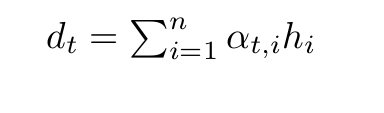 d_t = \sum_{i=1}^{n} \alpha_{t,i} h_i